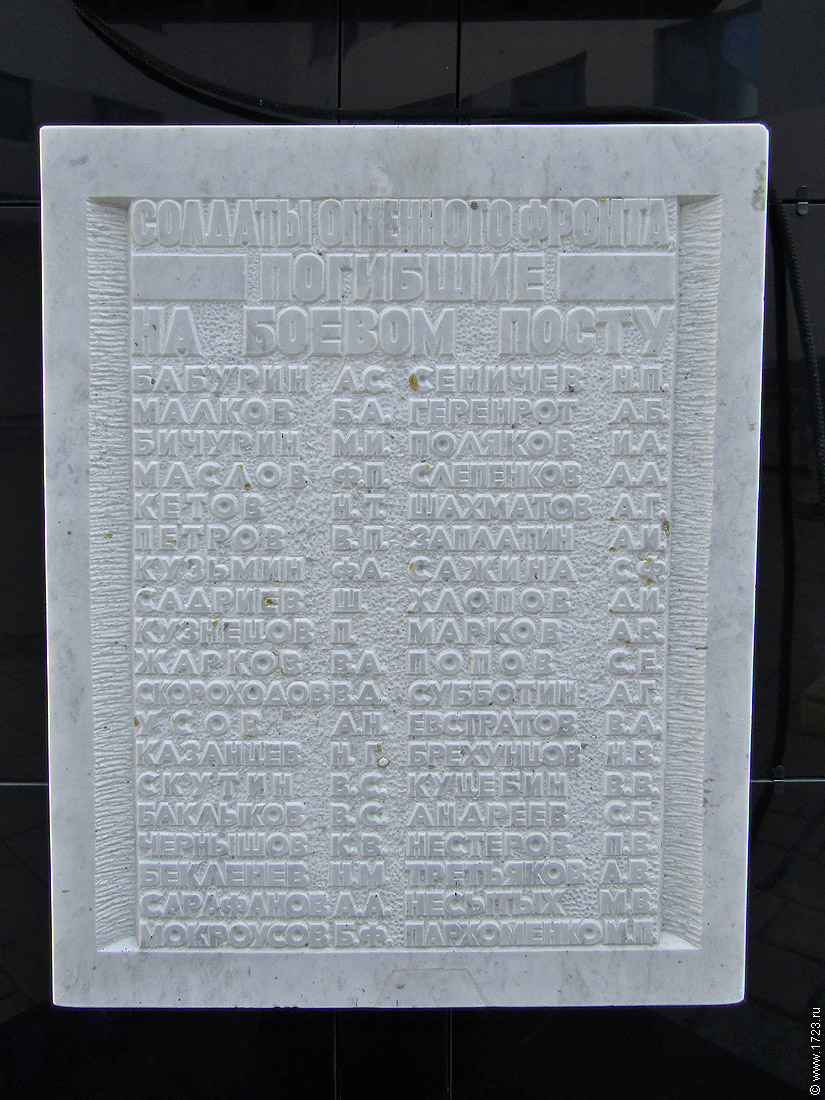 СОЛДАТЫ ОГНЕННОГО ФРОНТА
ПОГИБШИЕ
НА БОЕВОМ ПОСТУ
БАБУРИН А.С. СЕНИЧЕВ Н.П.
МАЛКОВ Б.А. ГЕРЕНРОТ А.Б.
БИЧУРИН М.И. ПОЛЯКОВ И.А.
МАСЛОВ Ф.П. СЛЕПЕНКОВ А.А.
КЕТОВ Н.Т. ШАХМАТОВ А.Г.
ПЕТРОВ В.П. ЗАПЛАТИН А.И.
КУЗЬМИН Ф.А. САЖИНА С.Ф.
САДРИЕВ Ш. ХЛОПОВ Д.И.
КУЗНЕЦОВ П. МАРКОВ А.В.
ЖАРКОВ В.А. ПОПОВ С.Е.
СКОРОХОДОВ В.Д. СУББОТИН А.Г.
УСОВ А.Н. ЕВСТРАТОВ В.А.
КАЗАНЦЕВ Н.Г. БРЕХУНЦОВ Н.В.
СКУТИН В.С. КУЦЕБИН В.В.
БАКЛЫКОВ В.С. АНДРЕЕВ С.Б.
ЧЕРНЫШОВ К.В. НЕСТЕРОВ П.В.
БЕКЛЕПЕВ Н.М. ТРЕТЬЯКОВ А.В.
САРАФАНОВ А.А. НЕСЫТЫХ М.В.
МОКРОУСОВ Б.Ф. ПАРХОМЕНКО М.П.
© www.1723.ru